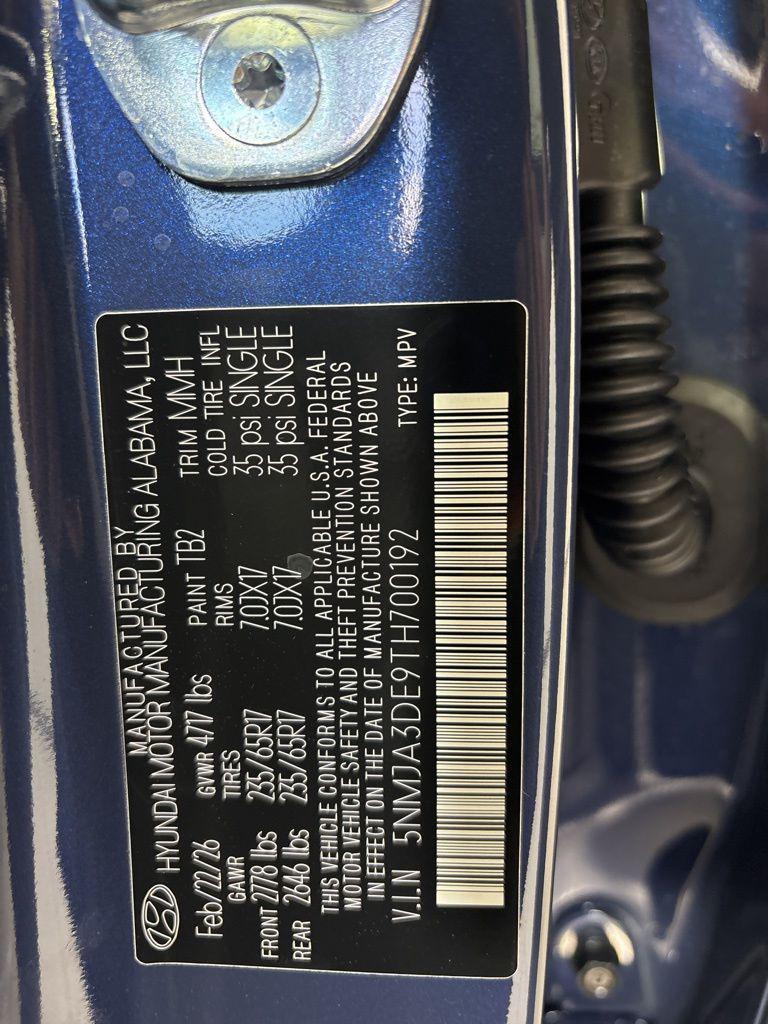 MANUFACTURED BY
HYUNDAI MOTOR MANUFACTURING ALABAMA, LLC
Feb/22/26 GVWR 4717 lbs PAINT TB2 TRIM MMH
GAWR TIRES RIMS COLD TIRE INFL
FRONT 2778 lbs 235/65R17 7.0JX17 35 psi SINGLE
REAR 2646 lbs 235/65R17 7.0JX17 35 psi SINGLE
THIS VEHICLE CONFORMS TO ALL APPLICABLE U.S.A. FEDERAL
MOTOR VEHICLE SAFETY AND THEFT PREVENTION STANDARDS
IN EFFECT ON THE DATE OF MANUFACTURE SHOWN ABOVE
V.I.N 5NMJA3DE9TH700192 TYPE: MPV